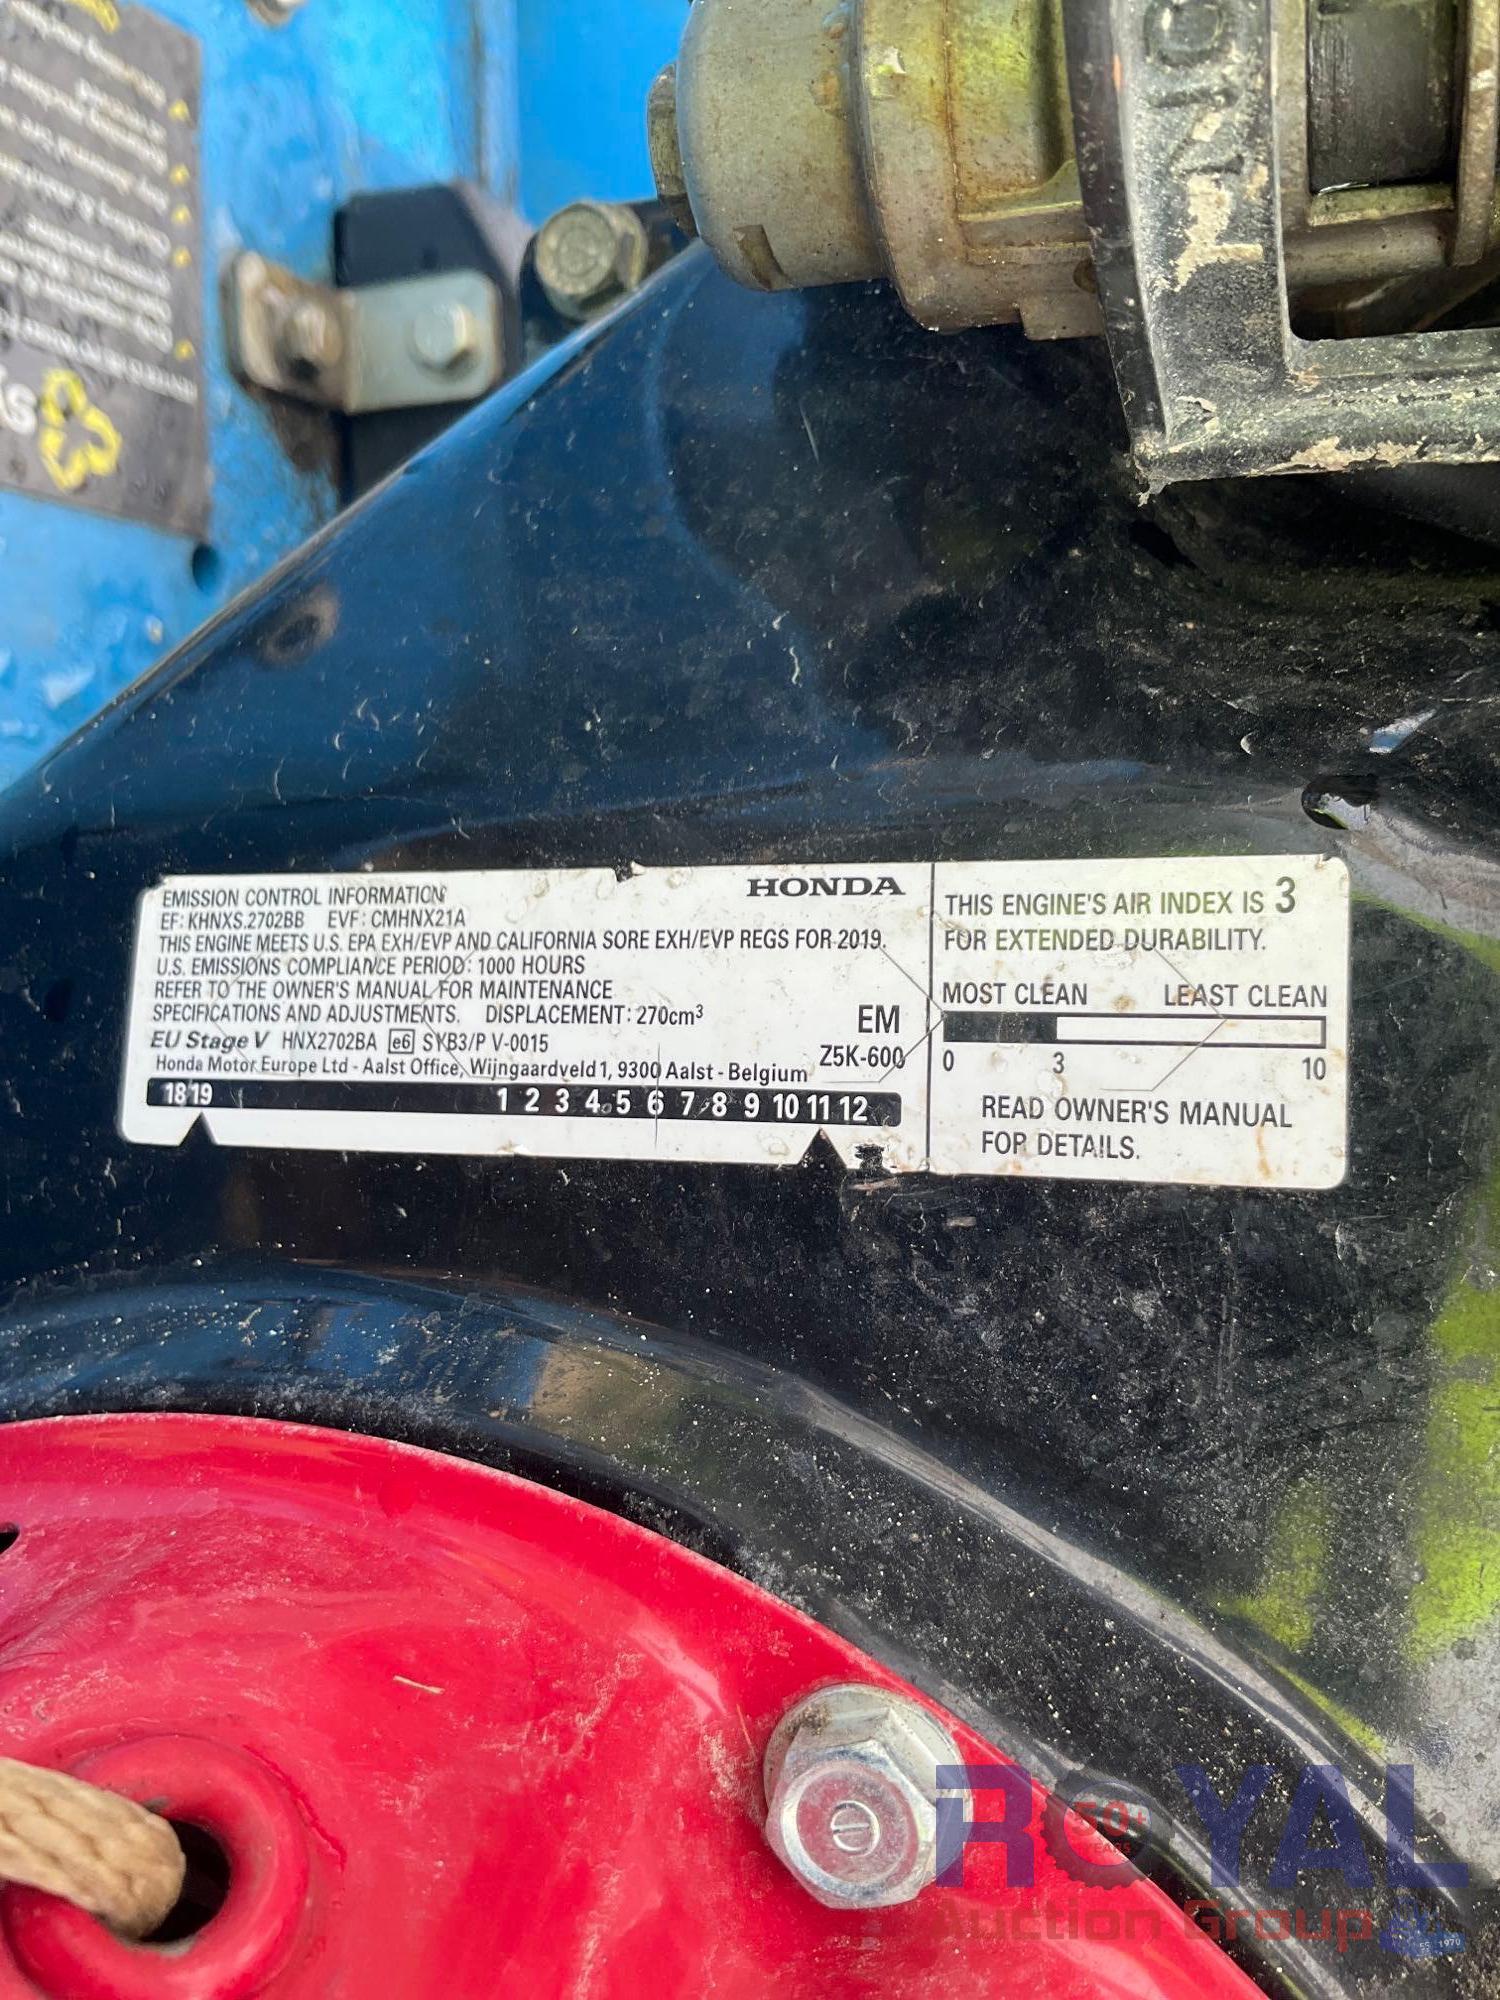 EMISSION CONTROL INFORMATION
HONDA
EF: KHNXS.2702BB EVF: CMHNX21A
THIS ENGINE MEETS U.S. EPA EXH/EVP AND CALIFORNIA SORE EXH/EVP REGS FOR 2019.
U.S. EMISSIONS COMPLIANCE PERIOD: 1000 HOURS
REFER TO THE OWNER'S MANUAL FOR MAINTENANCE
SPECIFICATIONS AND ADJUSTMENTS. DISPLACEMENT: 270cm³
EM
EU Stage V HNX2702BA e6 SYB3/P V-0015
Z5K-600
Honda Motor Europe Ltd - Aalst Office, Wijngaardveld 1, 9300 Aalst - Belgium
18 19 1 2 3 4 5 6 7 8 9 10 11 12
THIS ENGINE'S AIR INDEX IS 3
FOR EXTENDED DURABILITY.
MOST CLEAN LEAST CLEAN
0 3 10
READ OWNER'S MANUAL
FOR DETAILS.
ROYAL
50+
Auction Group
1970